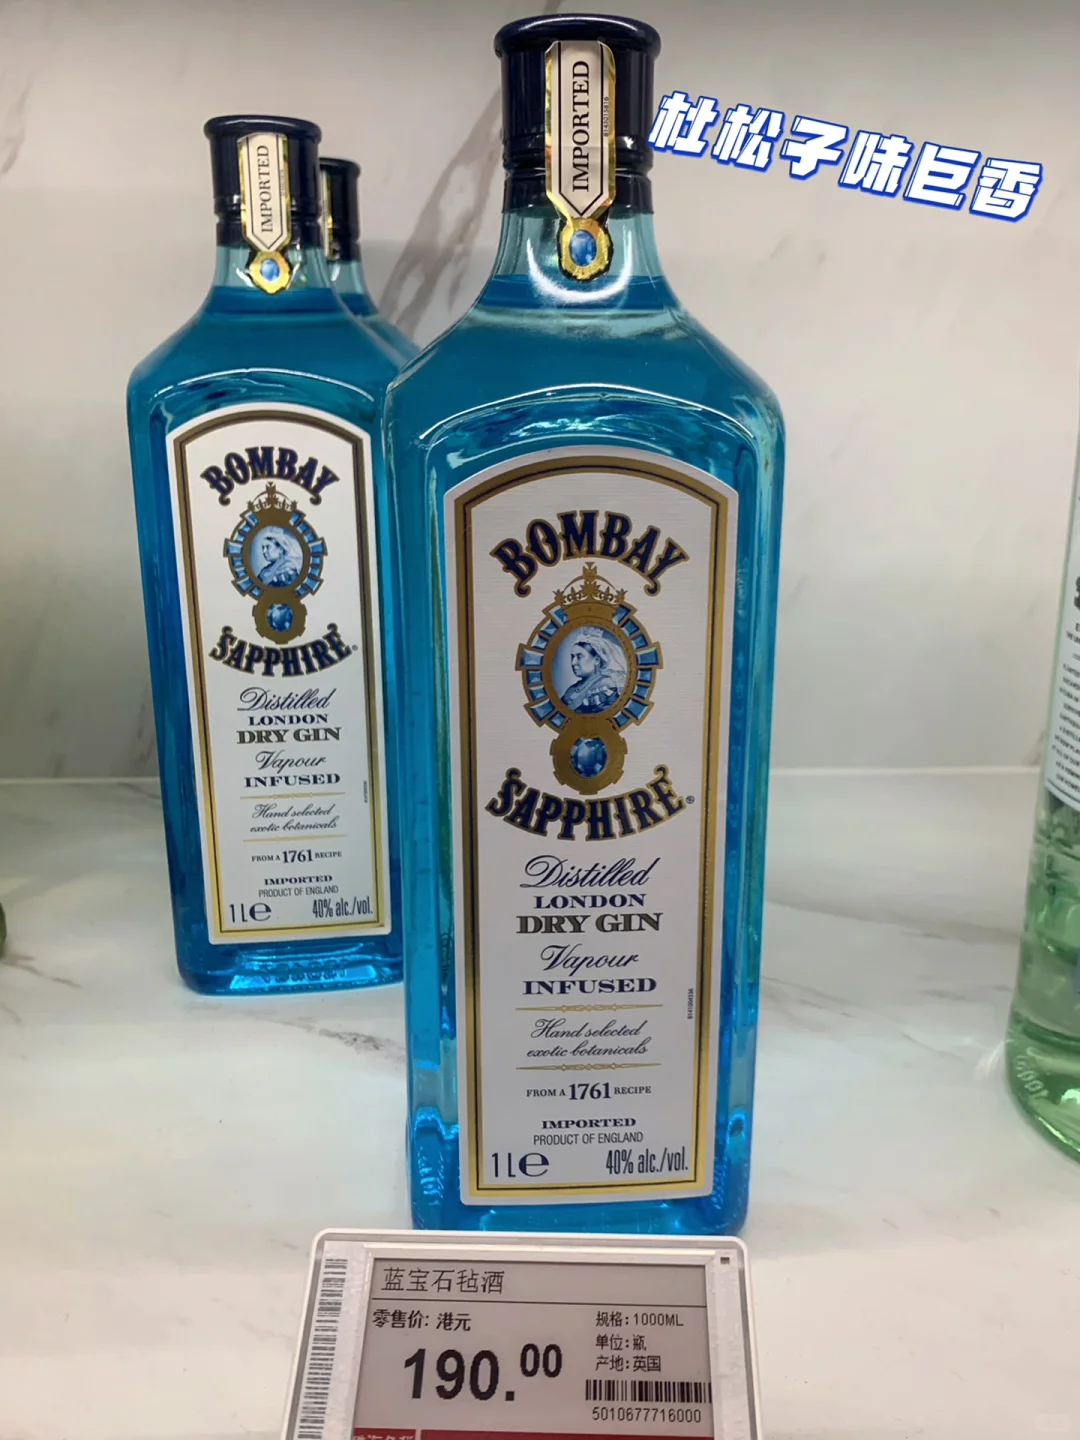 杜松子味巨香
IMPORTED
BOMBAY
SAPPHIRE®
Distilled
LONDON
DRY GIN
Vapour
INFUSED
Hand selected
exotic botanicals
FROM A 1761 RECIPE
IMPORTED
PRODUCT OF ENGLAND
1L℮ 40% alc./vol.
IMPORTED
BOMBAY
SAPPHIRE®
Distilled
LONDON
DRY GIN
Vapour
INFUSED
Hand selected
exotic botanicals
FROM A 1761 RECIPE
IMPORTED
PRODUCT OF ENGLAND
1L℮ 40% alc./vol.
蓝宝石毡酒
零售价: 港元
190.00
规格: 1000ML
单位: 瓶
产地: 英国
5010677716000